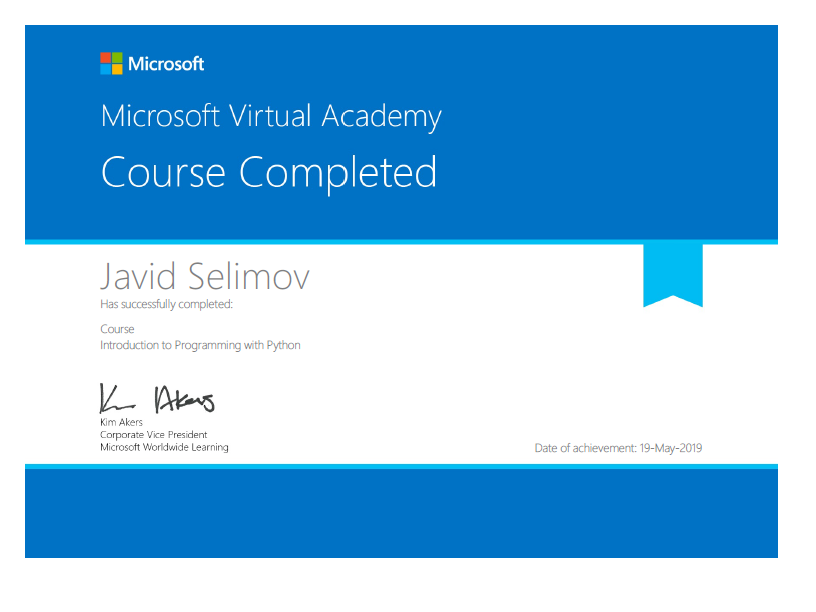 Microsoft
Microsoft Virtual Academy
Course Completed
Javid Selimov
Has successfully completed:
Course
Introduction to Programming with Python
Kim Akers
Kim Akers
Corporate Vice President
Microsoft Worldwide Learning
Date of achievement: 19-May-2019